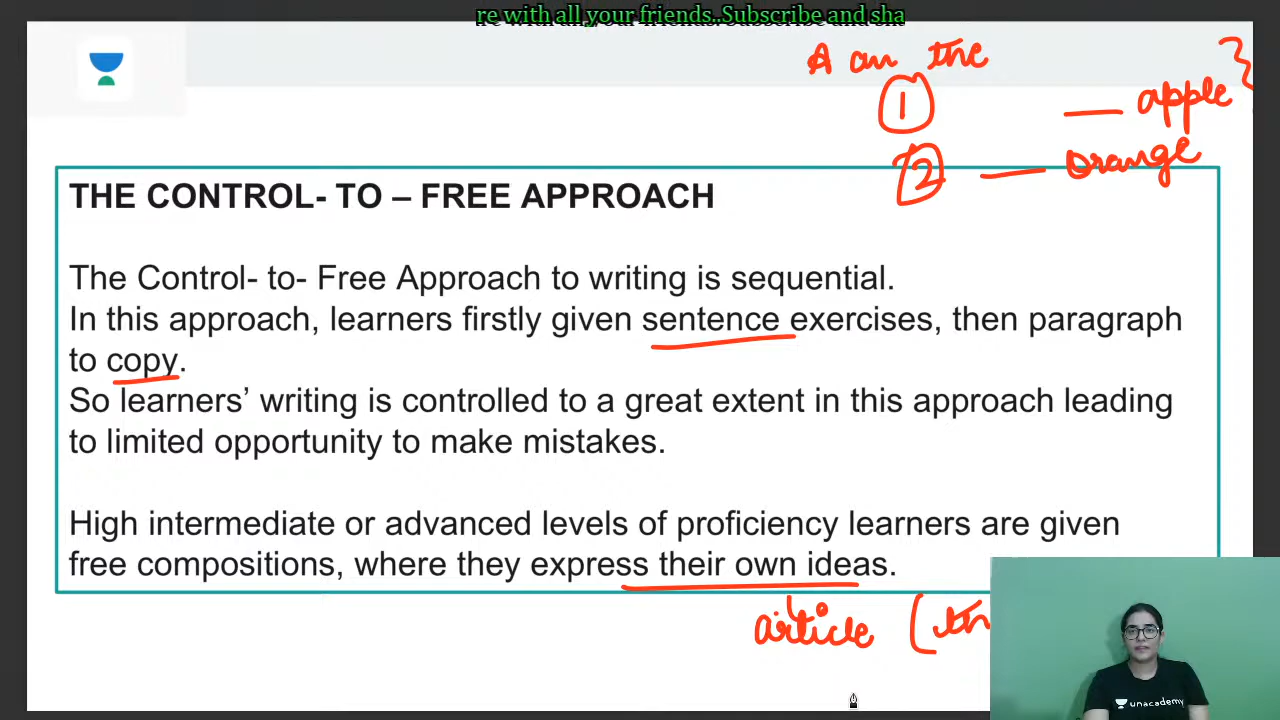 re with all your friends..Subscribe and sha
A an the
1 __ apple
2 __ orange
THE CONTROL- TO – FREE APPROACH
The Control- to- Free Approach to writing is sequential.
In this approach, learners firstly given sentence exercises, then paragraph
to copy.
So learners’ writing is controlled to a great extent in this approach leading
to limited opportunity to make mistakes.
High intermediate or advanced levels of proficiency learners are given
free compositions, where they express their own ideas.
article (th
unacademy